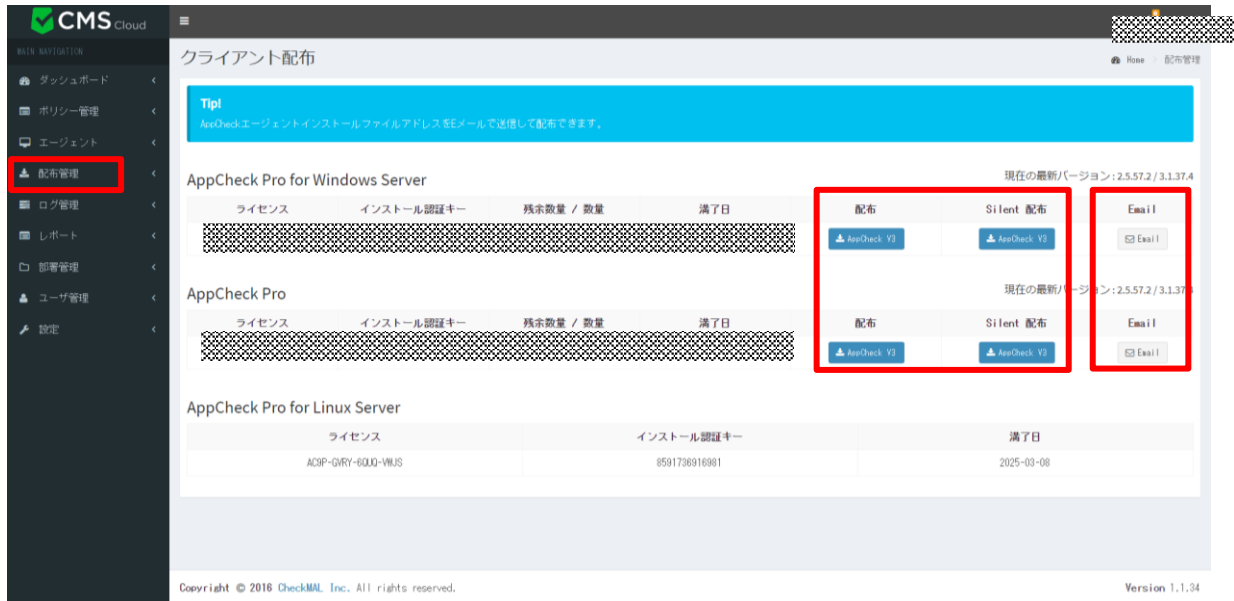 CMS Cloud
MAIN NAVIGATION
ダッシュボード
ポリシー管理
エージェント
配布管理
ログ管理
レポート
部署管理
ユーザ管理
設定
クライアント配布
Home > 配布管理
Tip!
AppCheckエージェントインストールファイルアドレスをEメールで送信して配布できます。
AppCheck Pro for Windows Server
現在の最新バージョン : 2.5.57.2 / 3.1.37.4
ライセンス インストール認証キー 残余数量 / 数量 満了日 配布 Silent 配布 Email
AppCheck V3 AppCheck V3 Email
AppCheck Pro
現在の最新バージョン : 2.5.57.2 / 3.1.37.4
ライセンス インストール認証キー 残余数量 / 数量 満了日 配布 Silent 配布 Email
AppCheck V3 AppCheck V3 Email
AppCheck Pro for Linux Server
ライセンス インストール認証キー 満了日
8591736916981 2025-03-08
Copyright © 2016 CheckMAL Inc. All rights reserved.
Version 1.1.34